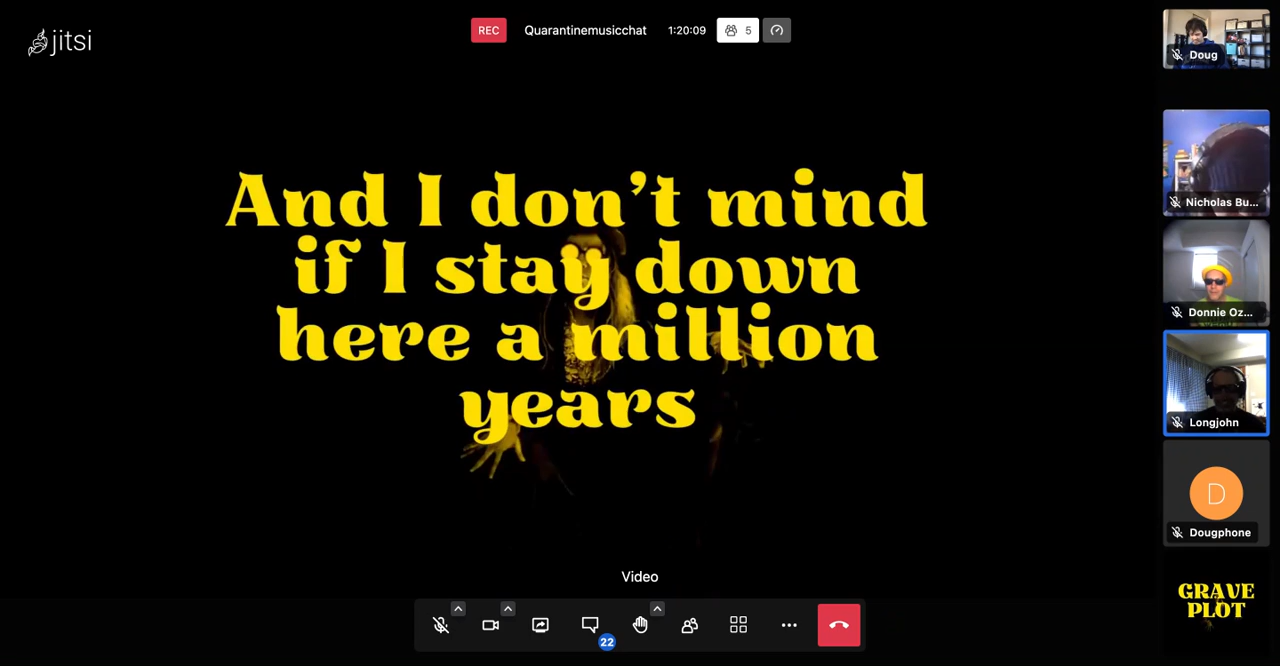 jitsi
REC
Quarantinemusicchat
1:20:09
5
And I don't mind
if I stay down
here a million
years
Video
22
Doug
Nicholas Bu...
Donnie Oz...
Longjohn
D
Dougphone
GRAVE
PLOT